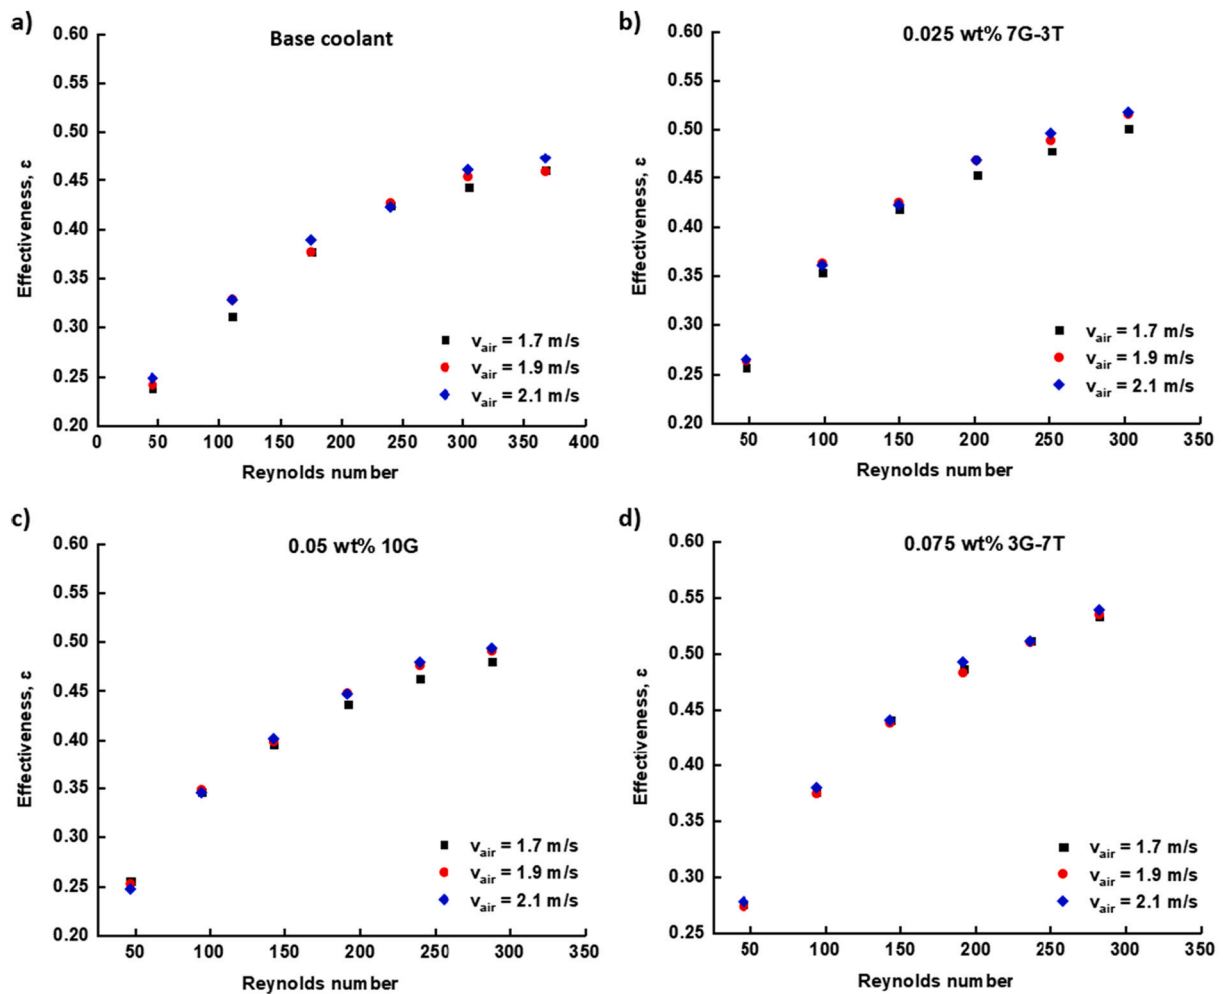 a)
Base coolant
0.60
0.55
0.50
0.45
0.40
0.35
0.30
0.25
0.20
Effectiveness, ε
0 50 100 150 200 250 300 350 400
Reynolds number
v_air = 1.7 m/s
v_air = 1.9 m/s
v_air = 2.1 m/s
b)
0.025 wt% 7G-3T
0.60
0.55
0.50
0.45
0.40
0.35
0.30
0.25
0.20
Effectiveness, ε
50 100 150 200 250 300 350
Reynolds number
v_air = 1.7 m/s
v_air = 1.9 m/s
v_air = 2.1 m/s
c)
0.05 wt% 10G
0.60
0.55
0.50
0.45
0.40
0.35
0.30
0.25
0.20
Effectiveness, ε
50 100 150 200 250 300 350
Reynolds number
v_air = 1.7 m/s
v_air = 1.9 m/s
v_air = 2.1 m/s
d)
0.075 wt% 3G-7T
0.60
0.55
0.50
0.45
0.40
0.35
0.30
0.25
Effectiveness, ε
50 100 150 200 250 300 350
Reynolds number
v_air = 1.7 m/s
v_air = 1.9 m/s
v_air = 2.1 m/s